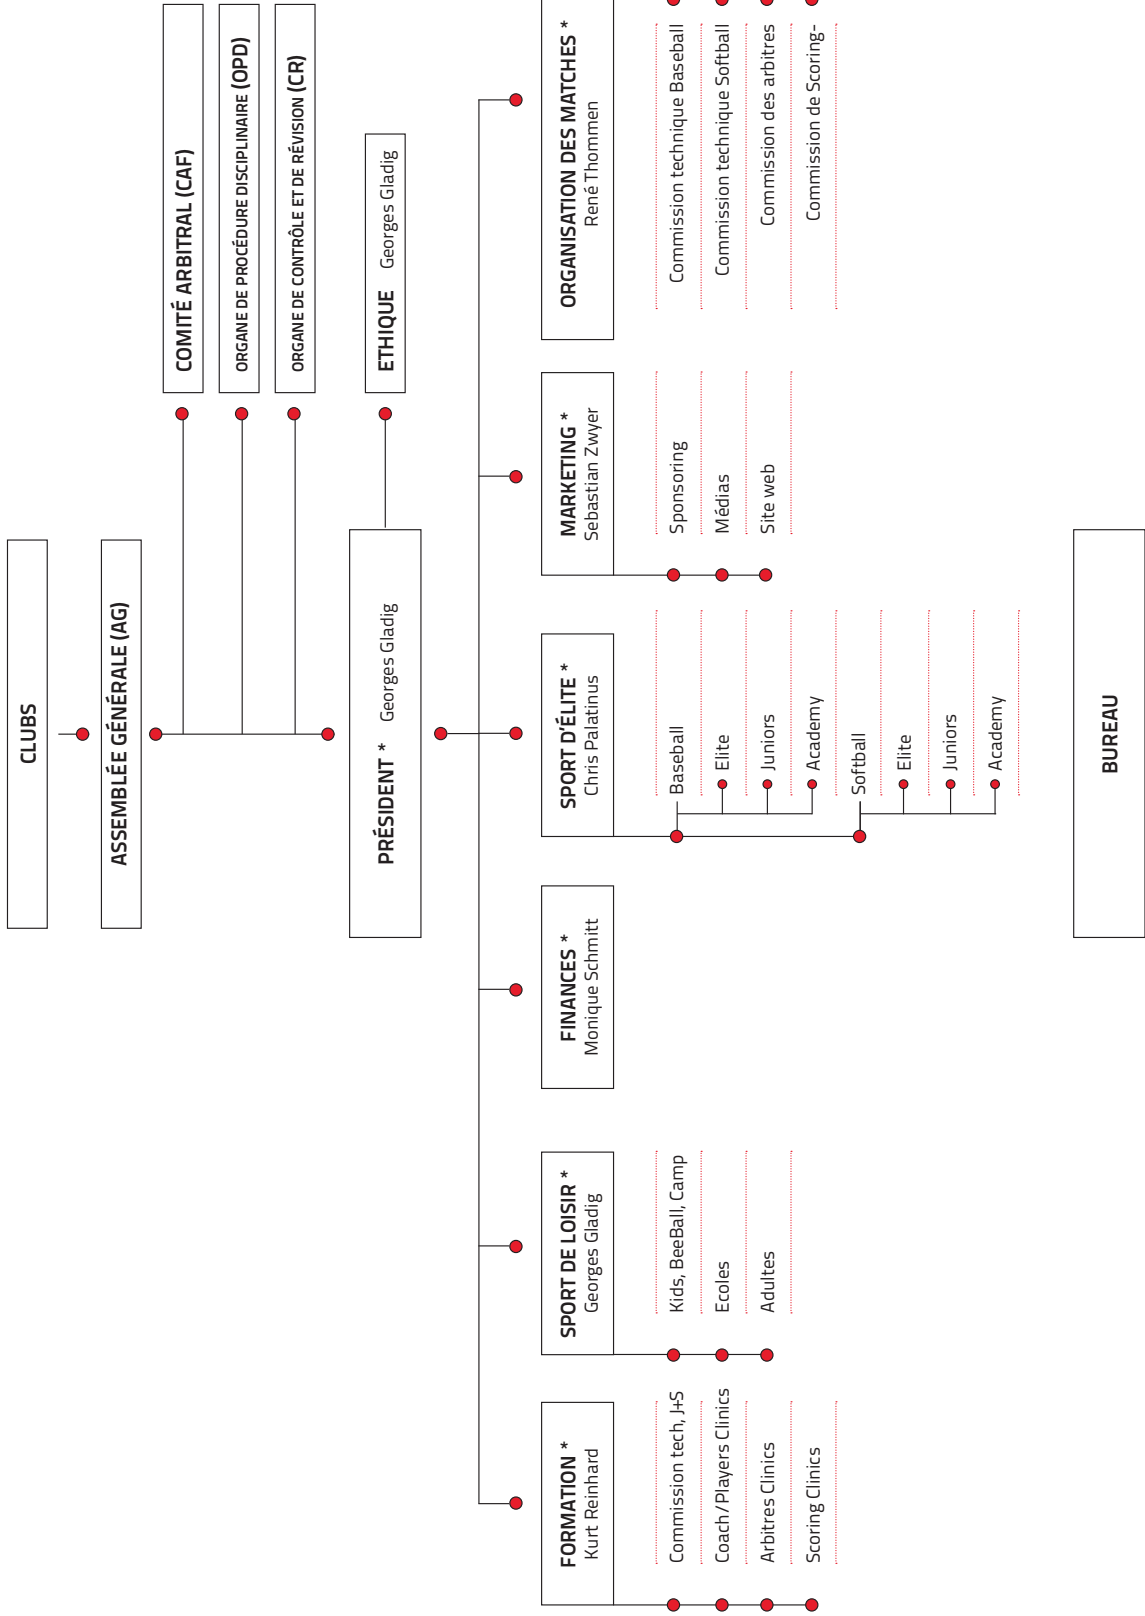 CLUBS
ASSEMBLÉE GÉNÉRALE (AG)
COMITÉ ARBITRAL (CAF)
ORGANE DE PROCÉDURE DISCIPLINAIRE (OPD)
ORGANE DE CONTRÔLE ET DE RÉVISION (CR)
PRÉSIDENT * Georges Gladig
ETHIQUE Georges Gladig
FORMATION *
Kurt Reinhard
Commission tech, J+S
Coach/Players Clinics
Arbitres Clinics
Scoring Clinics
SPORT DE LOISIR *
Georges Gladig
Kids, BeeBall, Camp
Ecoles
Adultes
FINANCES *
Monique Schmitt
SPORT D'ÉLITE *
Chris Palatinus
Baseball
Elite
Juniors
Academy
Softball
Elite
Juniors
Academy
MARKETING *
Sebastian Zwyer
Sponsoring
Médias
Site web
ORGANISATION DES MATCHES *
René Thommen
Commission technique Baseball
Commission technique Softball
Commission des arbitres
Commission de Scoring-
BUREAU